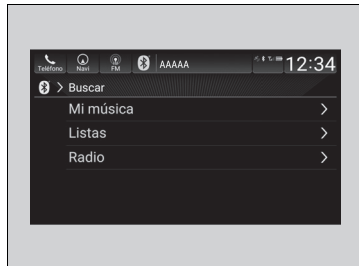 Teléfono Navi FM AAAAA 12:34
> Buscar
Mi música >
Listas >
Radio >